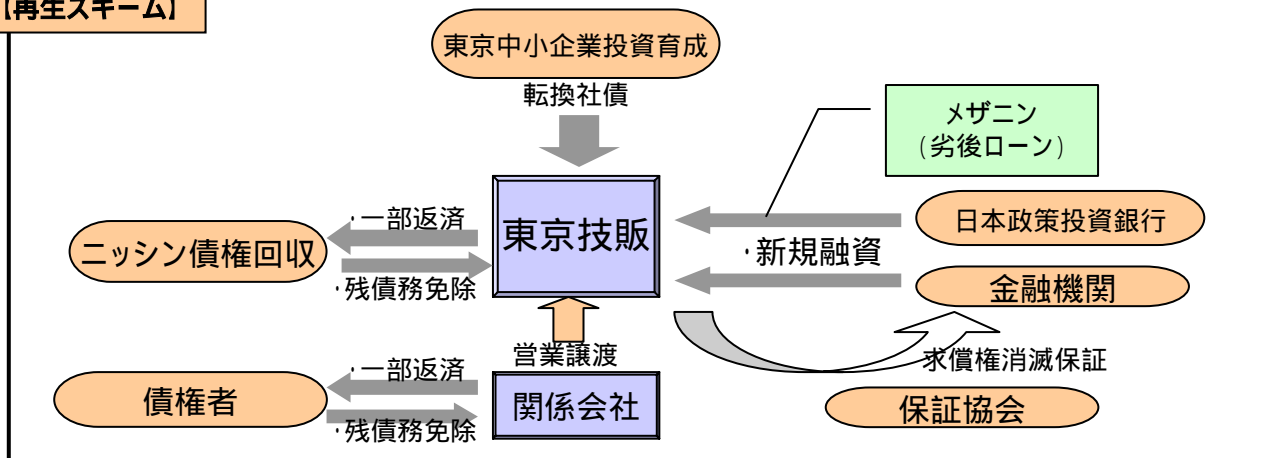 【再生スキーム】
東京中小企業投資育成
転換社債
メザニン
(劣後ローン)
東京技販
・一部返済
ニッシン債権回収
・残債務免除
日本政策投資銀行
・新規融資
金融機関
営業譲渡
求償権消滅保証
・一部返済
債権者
・残債務免除
関係会社
保証協会